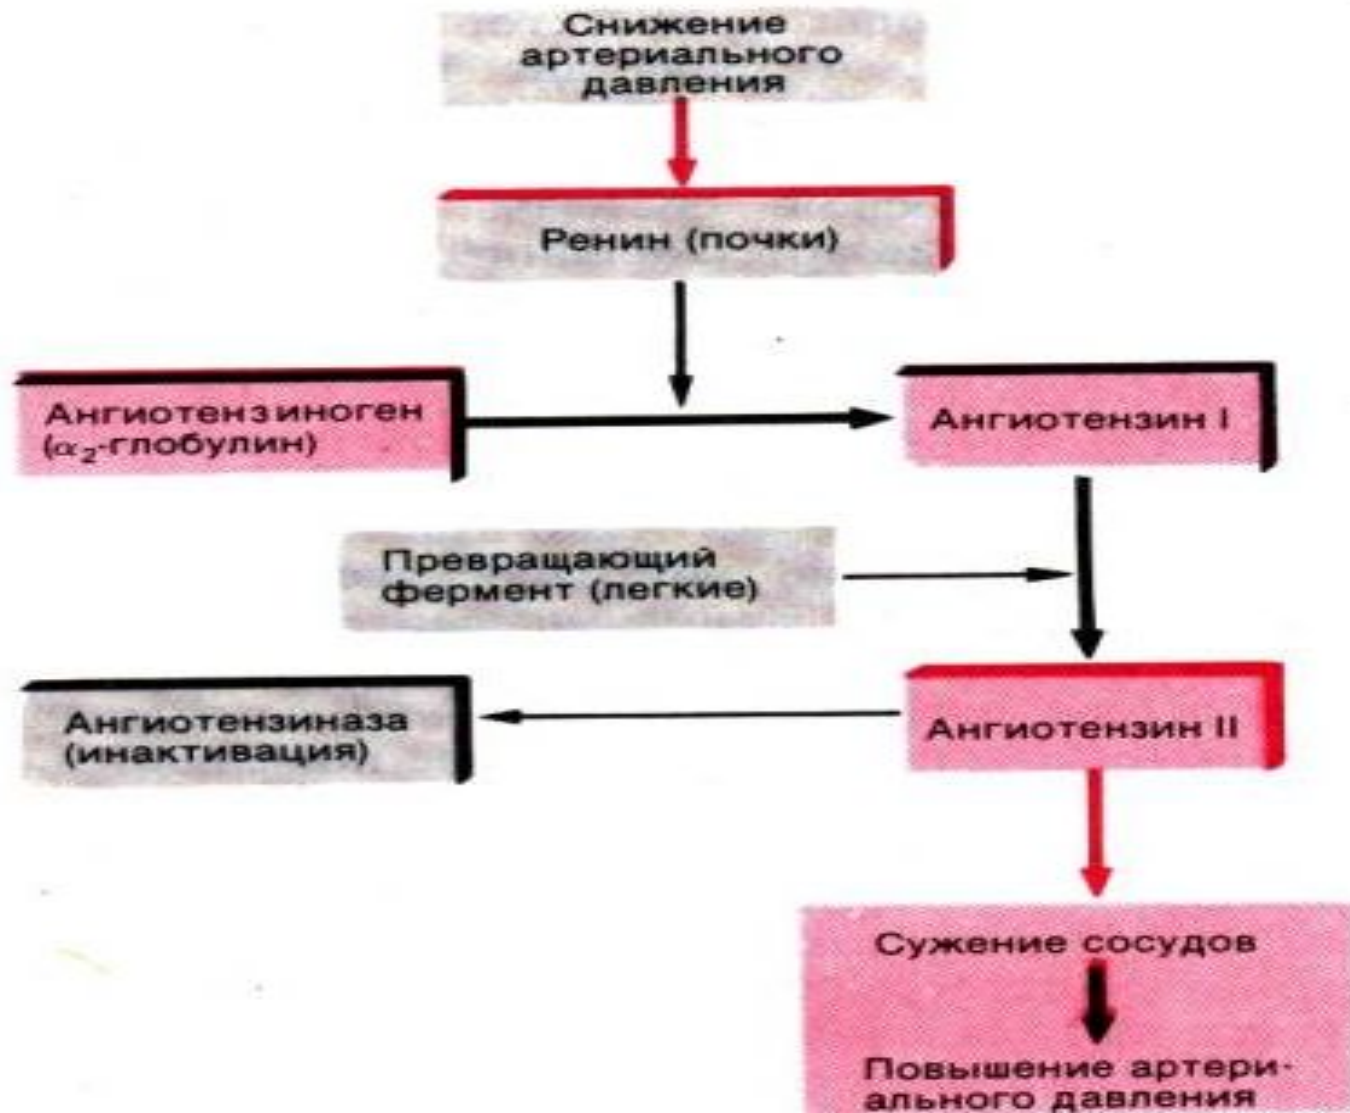 Снижение
артериального
давления
Ренин (почки)
Ангиотензиноген
(α₂-глобулин)
Ангиотензин I
Превращающий
фермент (легкие)
Ангиотензиназа
(инактивация)
Ангиотензин II
Сужение сосудов
Повышение артери-
ального давления